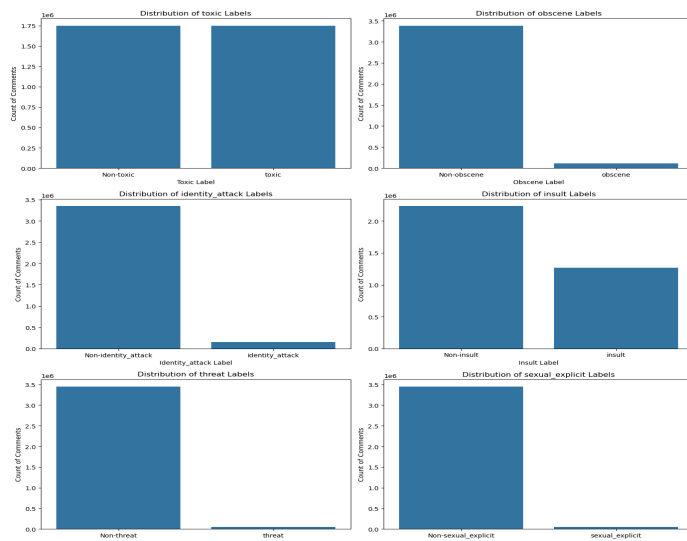 Distribution of toxic Labels
1e6
Count of Comments
1.75
1.50
1.25
1.00
0.75
0.50
0.25
0.00
Non-toxic toxic
Toxic Label
Distribution of obscene Labels
1e6
Count of Comments
3.5
3.0
2.5
2.0
1.5
1.0
0.5
0.0
Non-obscene obscene
Obscene Label
Distribution of identity_attack Labels
1e6
Count of Comments
3.5
3.0
2.5
2.0
1.5
1.0
0.5
0.0
Non-identity_attack identity_attack
Identity_attack Label
Distribution of insult Labels
1e6
Count of Comments
2.0
1.5
1.0
0.5
0.0
Non-insult insult
Insult Label
Distribution of threat Labels
1e6
Count of Comments
3.5
3.0
2.5
2.0
1.5
1.0
0.5
0.0
Non-threat threat
Distribution of sexual_explicit Labels
1e6
Count of Comments
3.5
3.0
2.5
2.0
1.5
1.0
0.5
0.0
Non-sexual_explicit sexual_explicit